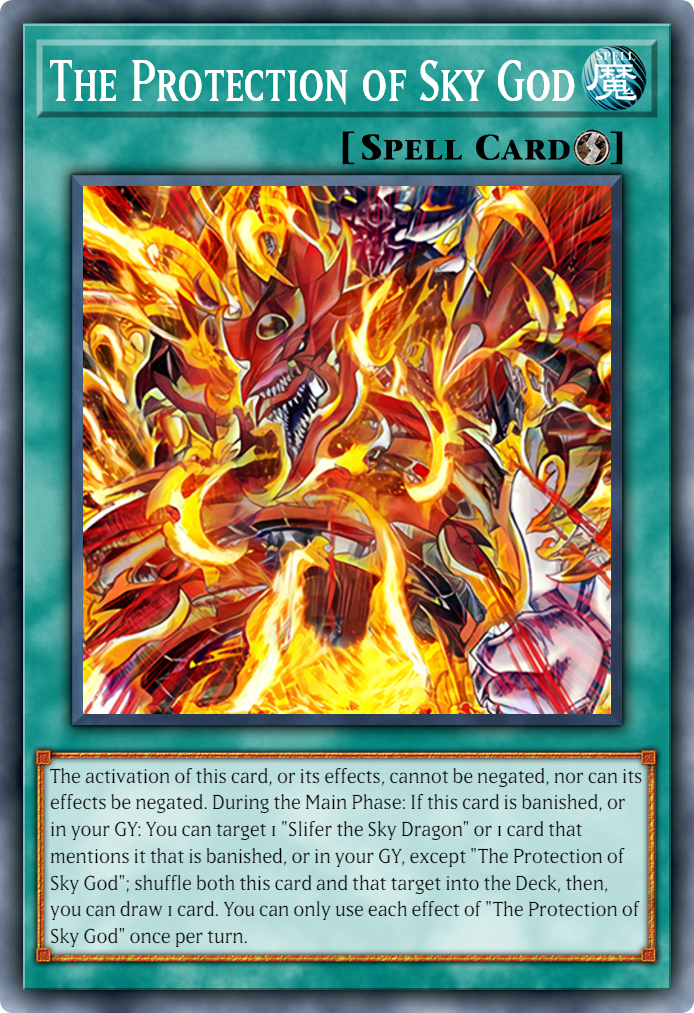 The Protection of Sky God
SPELL
魔
[Spell Card]
The activation of this card, or its effects, cannot be negated, nor can its
effects be negated. During the Main Phase: If this card is banished, or
in your GY: You can target 1 "Slifer the Sky Dragon" or 1 card that
mentions it that is banished, or in your GY, except "The Protection of
Sky God"; shuffle both this card and that target into the Deck, then,
you can draw 1 card. You can only use each effect of "The Protection of
Sky God" once per turn.